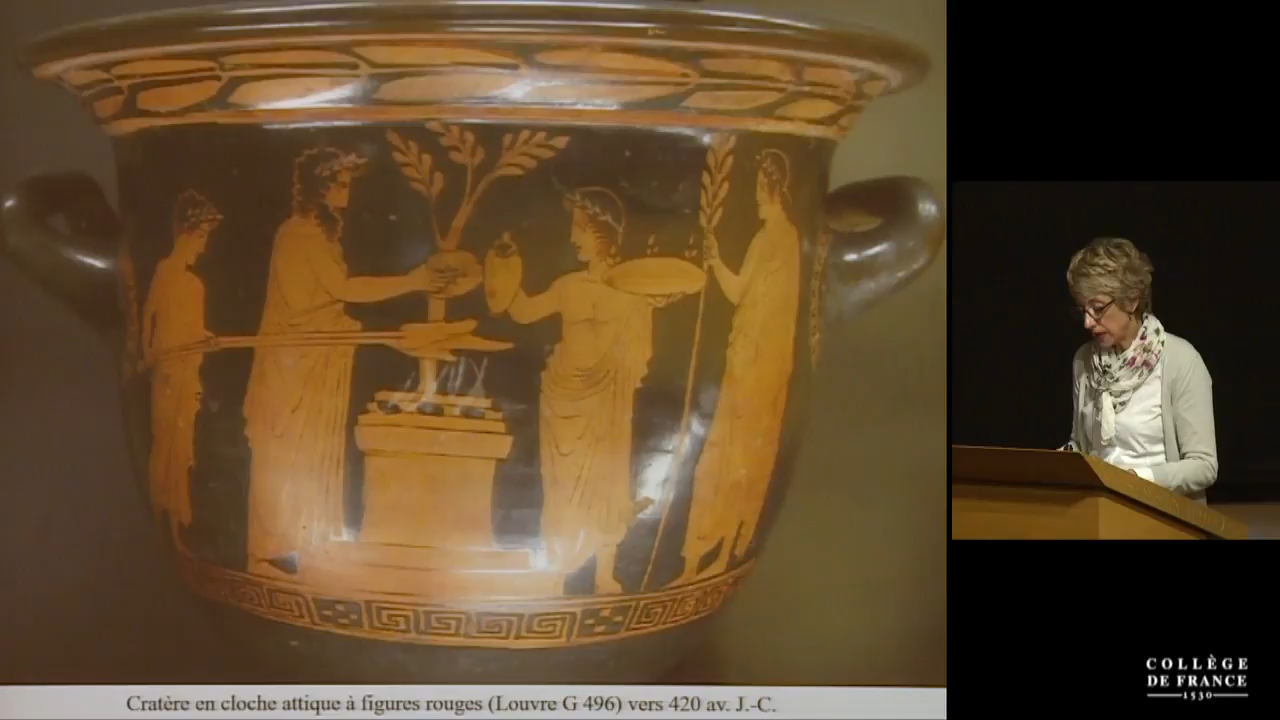 Cratère en cloche attique à figures rouges (Louvre G 496) vers 420 av. J.-C.
COLLÈGE
DE FRANCE
1530